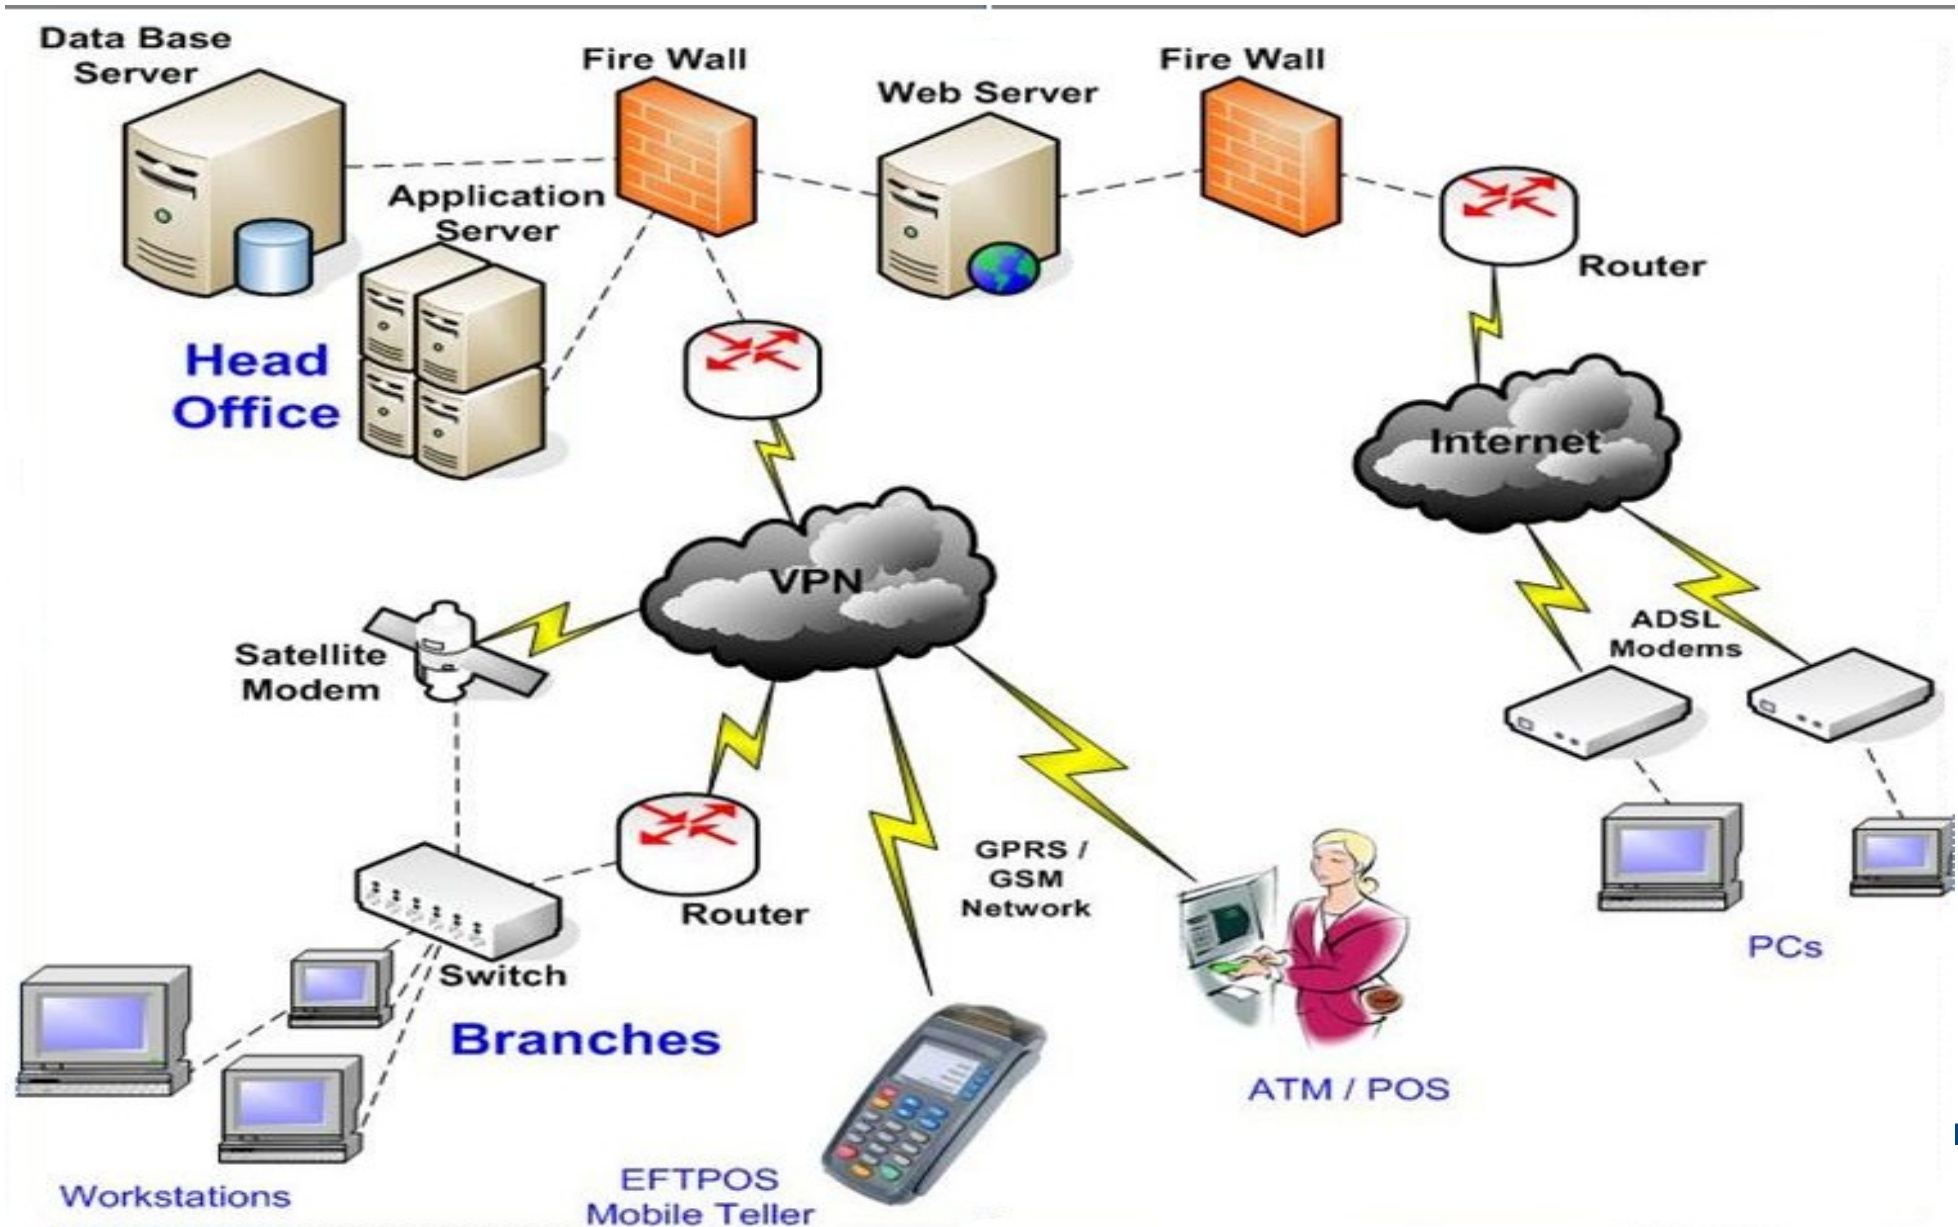 Data Base
Server
Fire Wall
Web Server
Fire Wall
Application
Server
Router
Head
Office
Internet
VPN
Satellite
Modem
ADSL
Modems
GPRS /
GSM
Network
Router
Switch
PCs
Branches
ATM / POS
EFTPOS
Mobile Teller
Workstations